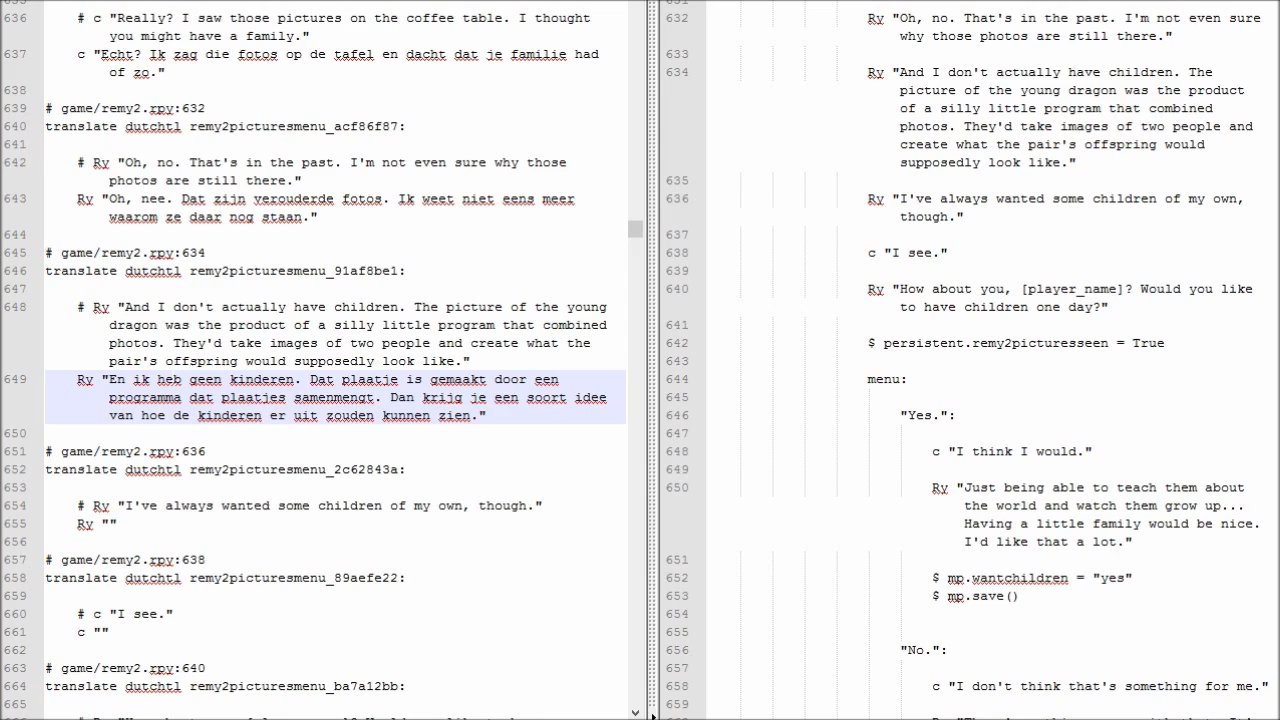 636 # c "Really? I saw those pictures on the coffee table. I thought
you might have a family."
637 c "Echt? Ik zag die fotos op de tafel en dacht dat je familie had
of zo."
638
639 # game/remy2.rpy:632
640 translate dutchtl remy2picturesmenu_acf86f87:
641
642 # Ry "Oh, no. That's in the past. I'm not even sure why those
photos are still there."
643 Ry "Oh, nee. Dat zijn verouderde fotos. Ik weet niet eens meer
waarom ze daar nog staan."
644
645 # game/remy2.rpy:634
646 translate dutchtl remy2picturesmenu_91af8be1:
647
648 # Ry "And I don't actually have children. The picture of the young
dragon was the product of a silly little program that combined
photos. They'd take images of two people and create what the
pair's offspring would supposedly look like."
649 Ry "En ik heb geen kinderen. Dat plaatje is gemaakt door een
programma dat plaatjes samenmengt. Dan krijg je een soort idee
van hoe de kinderen er uit zouden kunnen zien."
650
651 # game/remy2.rpy:636
652 translate dutchtl remy2picturesmenu_2c62843a:
653
654 # Ry "I've always wanted some children of my own, though."
655 Ry ""
656
657 # game/remy2.rpy:638
658 translate dutchtl remy2picturesmenu_89aefe22:
659
660 # c "I see."
661 c ""
662
663 # game/remy2.rpy:640
664 translate dutchtl remy2picturesmenu_ba7a12bb:
665
632 Ry "Oh, no. That's in the past. I'm not even sure
why those photos are still there."
633
634 Ry "And I don't actually have children. The
picture of the young dragon was the product
of a silly little program that combined
photos. They'd take images of two people and
create what the pair's offspring would
supposedly look like."
635
636 Ry "I've always wanted some children of my own,
though."
637
638 c "I see."
639
640 Ry "How about you, [player_name]? Would you like
to have children one day?"
641
642 $ persistent.remy2picturesseen = True
643
644 menu:
645
646 "Yes.":
647
648 c "I think I would."
649
650 Ry "Just being able to teach them about
the world and watch them grow up...
Having a little family would be nice.
I'd like that a lot."
651
652 $ mp.wantchildren = "yes"
653 $ mp.save()
654
655
656 "No.":
657
658 c "I don't think that's something for me."
659